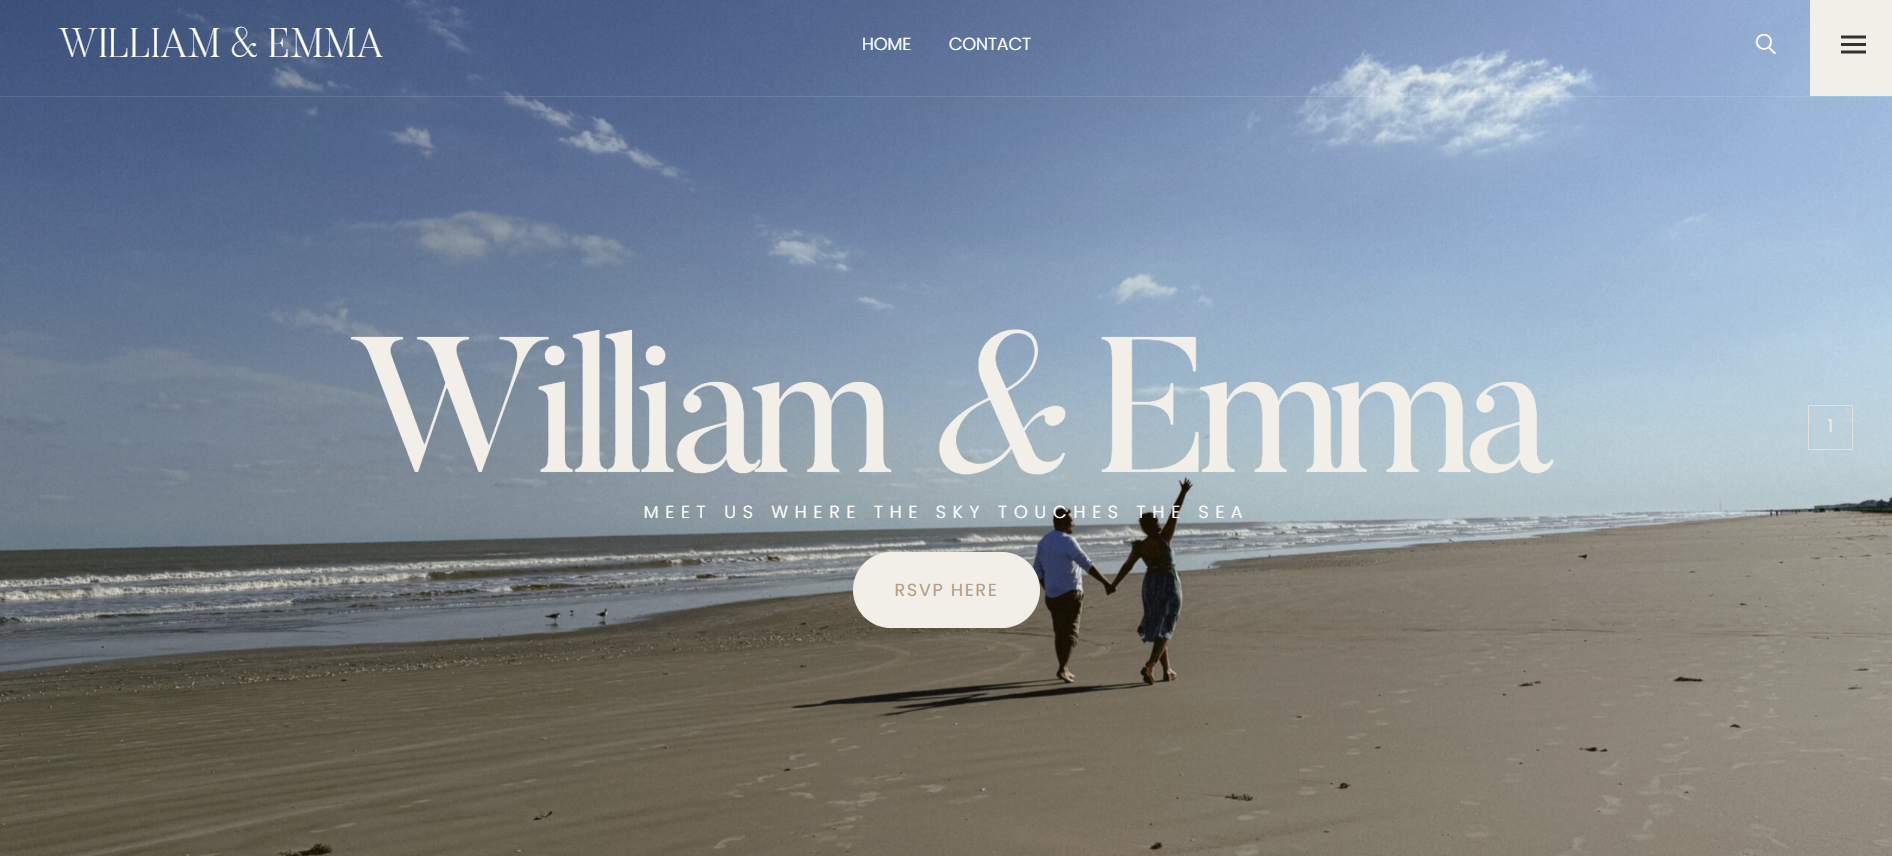 WILLIAM & EMMA
HOME CONTACT
William & Emma
1
MEET US WHERE THE SKY TOUCHES THE SEA
RSVP HERE